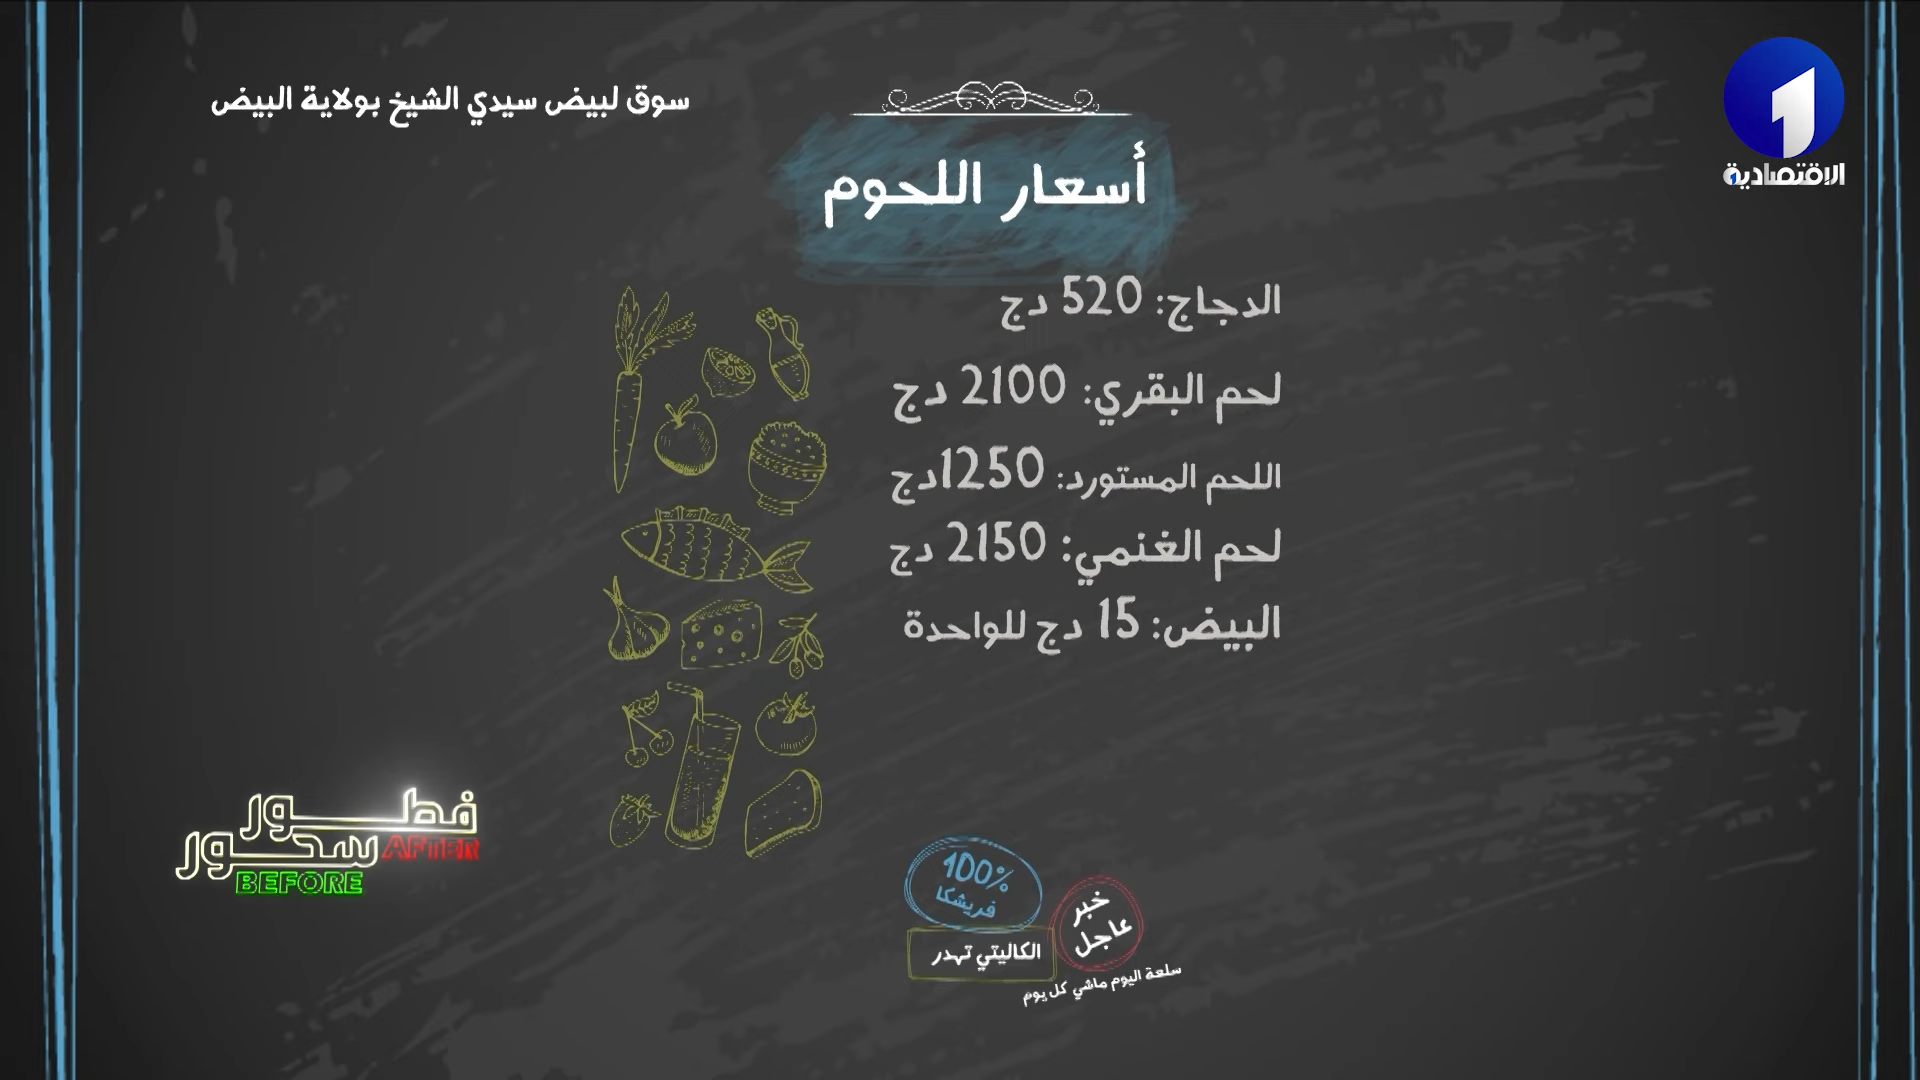 سوق لبيض سيدي الشيخ بولاية البيض
الإقتصادية
أسعار اللحوم
الدجاج: 520 دج
لحم البقري: 2100 دج
اللحم المستورد: 1250دج
لحم الغنمي: 2150 دج
البيض: 15 دج للواحدة
فطور
AFTER
سحور
BEFORE
100%
فريشكا
خبر
عاجل
الكاليتي تهدر
سلعة اليوم ماشي كل يوم